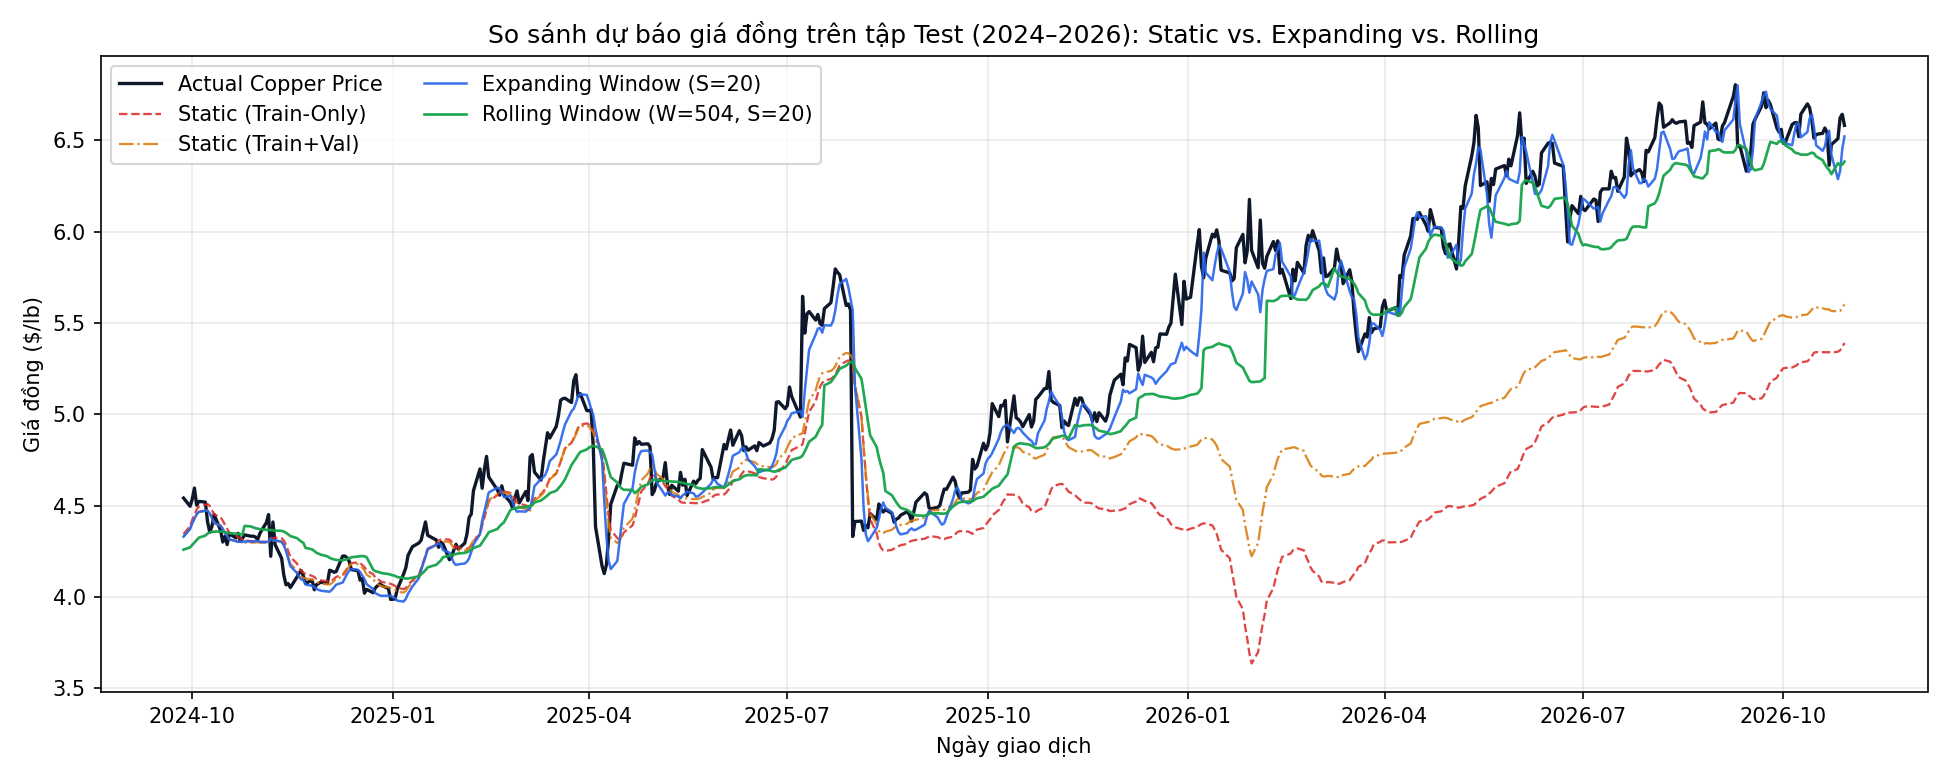 So sánh dự báo giá đồng trên tập Test (2024–2026): Static vs. Expanding vs. Rolling
Actual Copper Price
Static (Train-Only)
Static (Train+Val)
Expanding Window (S=20)
Rolling Window (W=504, S=20)
Giá đồng ($/lb)
6.5
6.0
5.5
5.0
4.5
4.0
3.5
2024-10
2025-01
2025-04
2025-07
2025-10
2026-01
2026-04
2026-07
2026-10
Ngày giao dịch